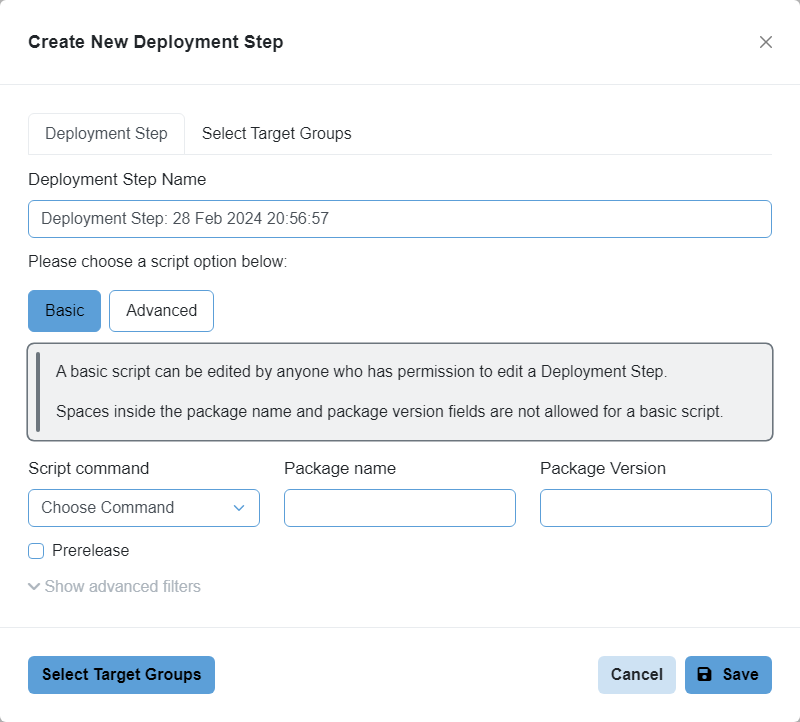 Create New Deployment Step
Deployment Step
Select Target Groups
Deployment Step Name
Deployment Step: 28 Feb 2024 20:56:57
Please choose a script option below:
Basic
Advanced
A basic script can be edited by anyone who has permission to edit a Deployment Step.
Spaces inside the package name and package version fields are not allowed for a basic script.
Script command
Package name
Package Version
Choose Command
Prerelease
Show advanced filters
Select Target Groups
Cancel
Save